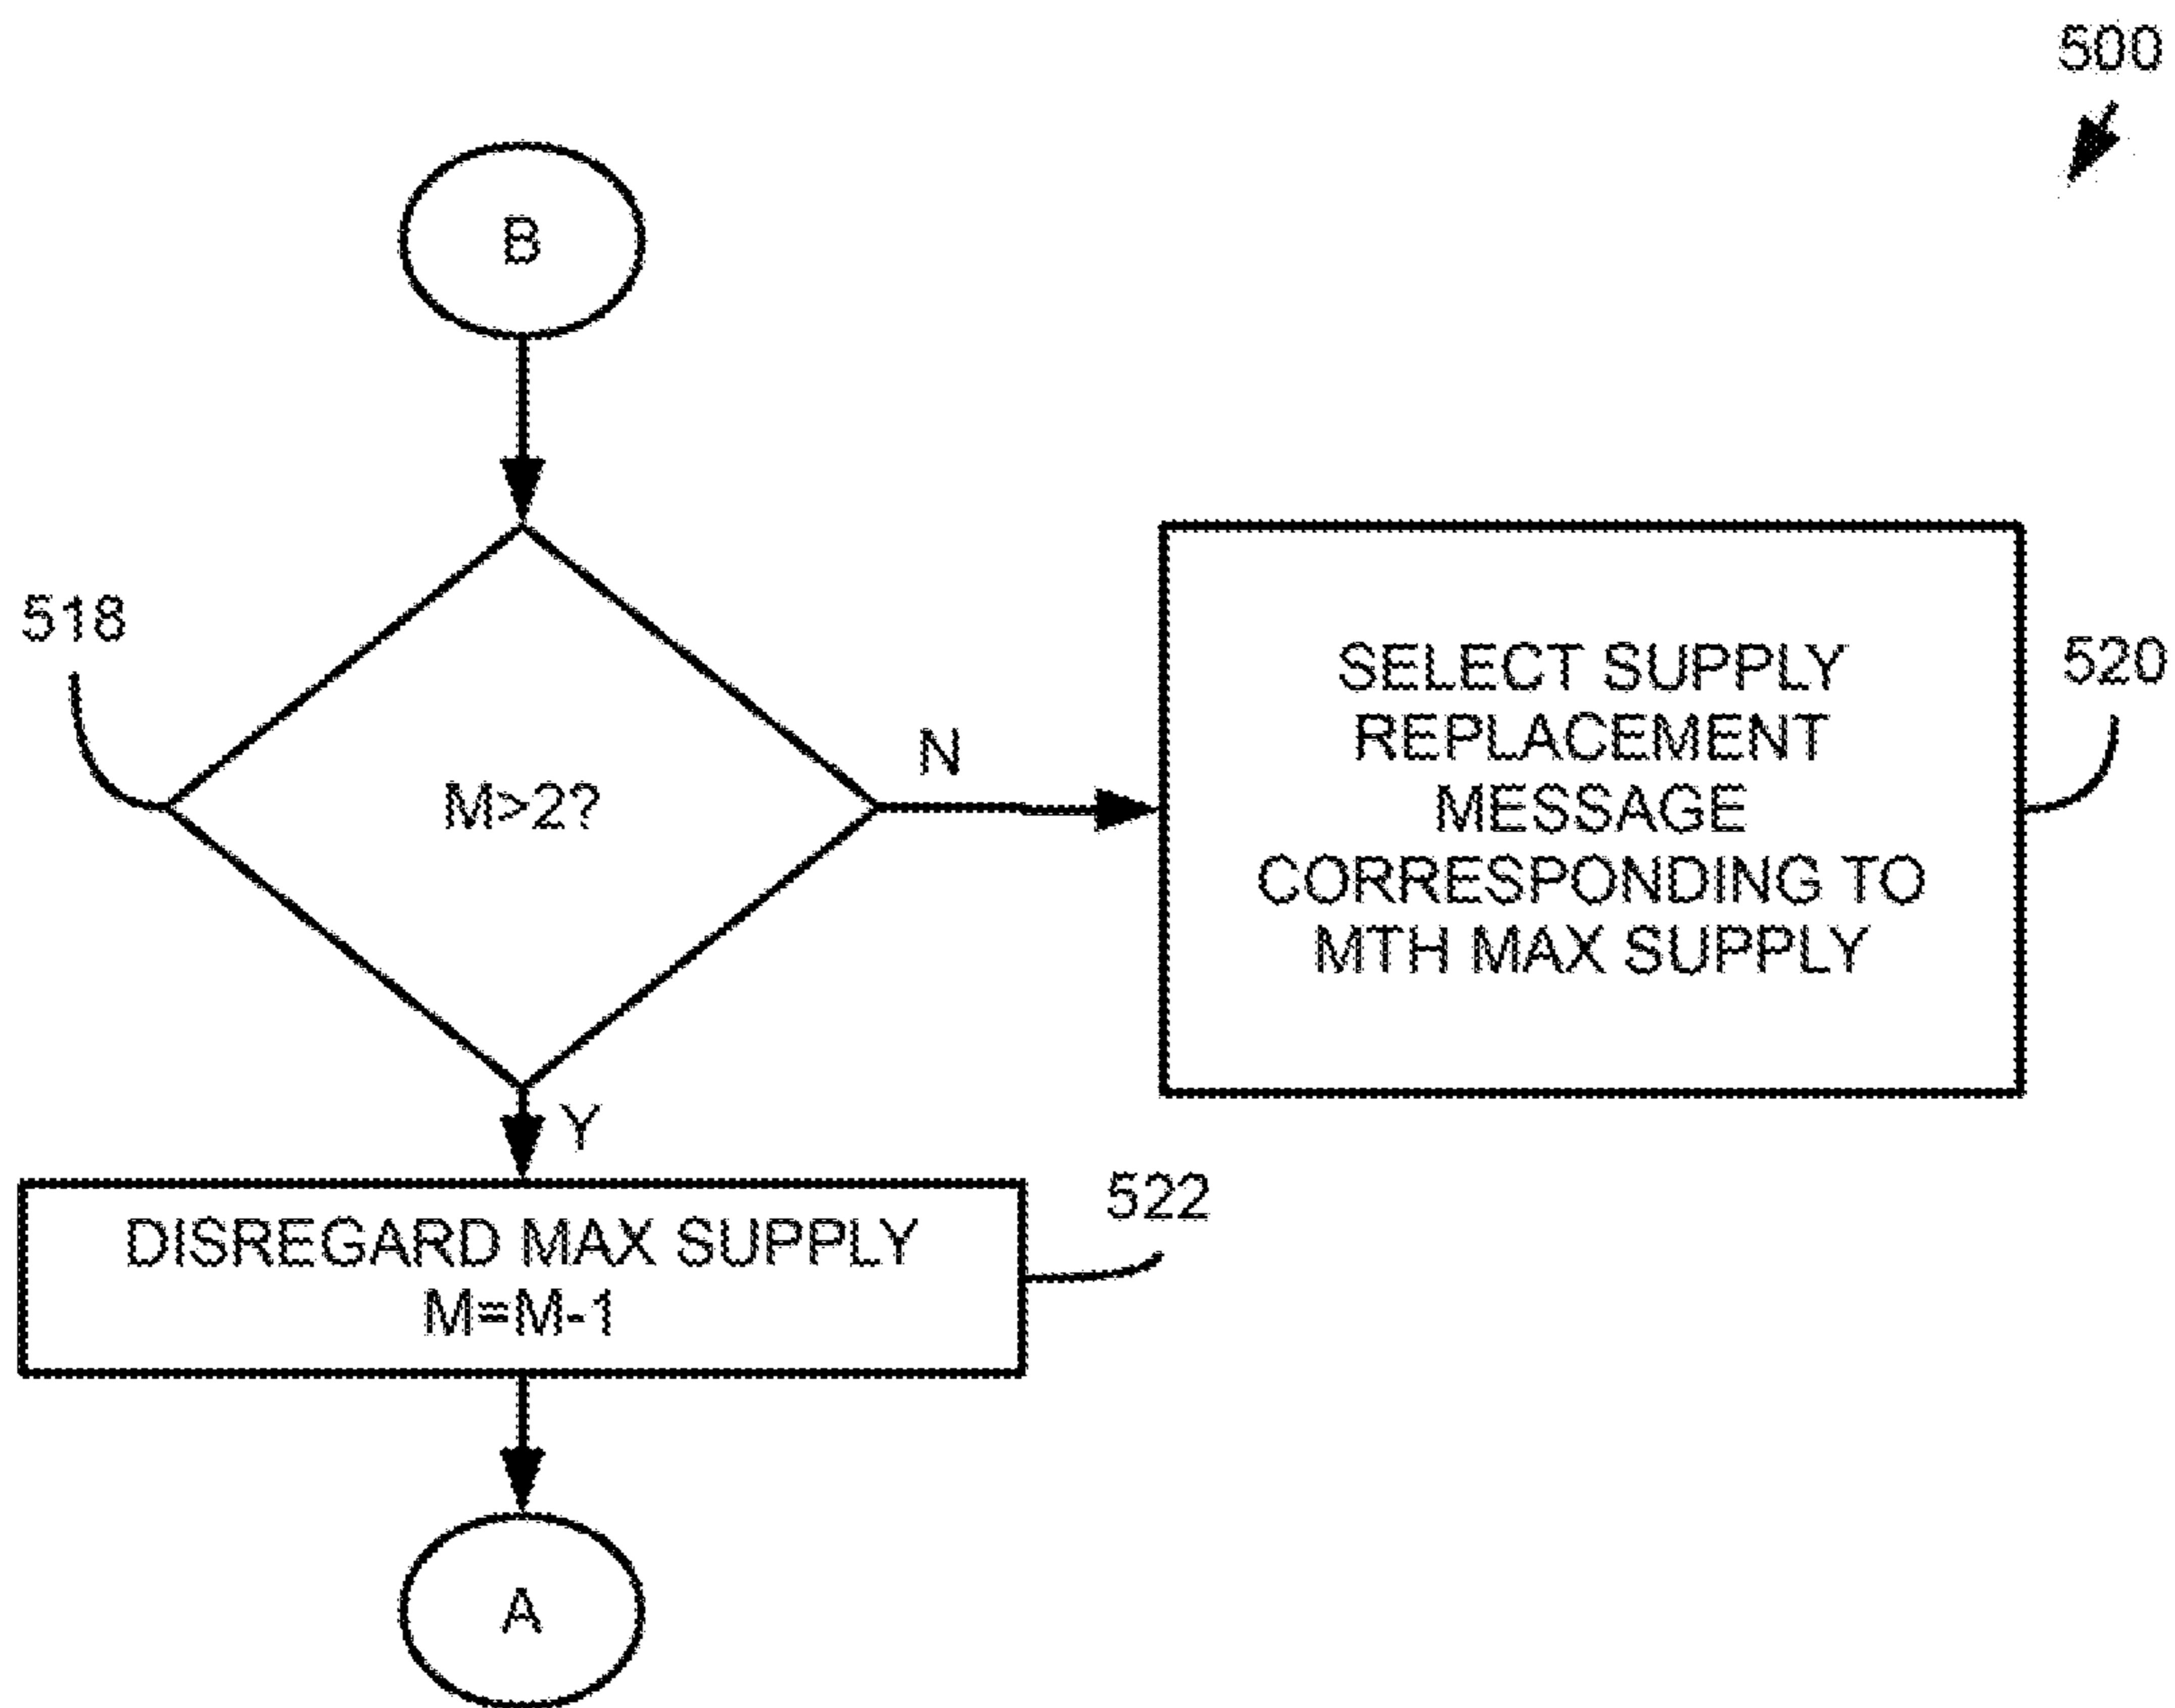 500
B
518
M>2?
N
SELECT SUPPLY
REPLACEMENT
MESSAGE
CORRESPONDING TO
MTH MAX SUPPLY
520
Y
DISREGARD MAX SUPPLY
M=M-1
522
A